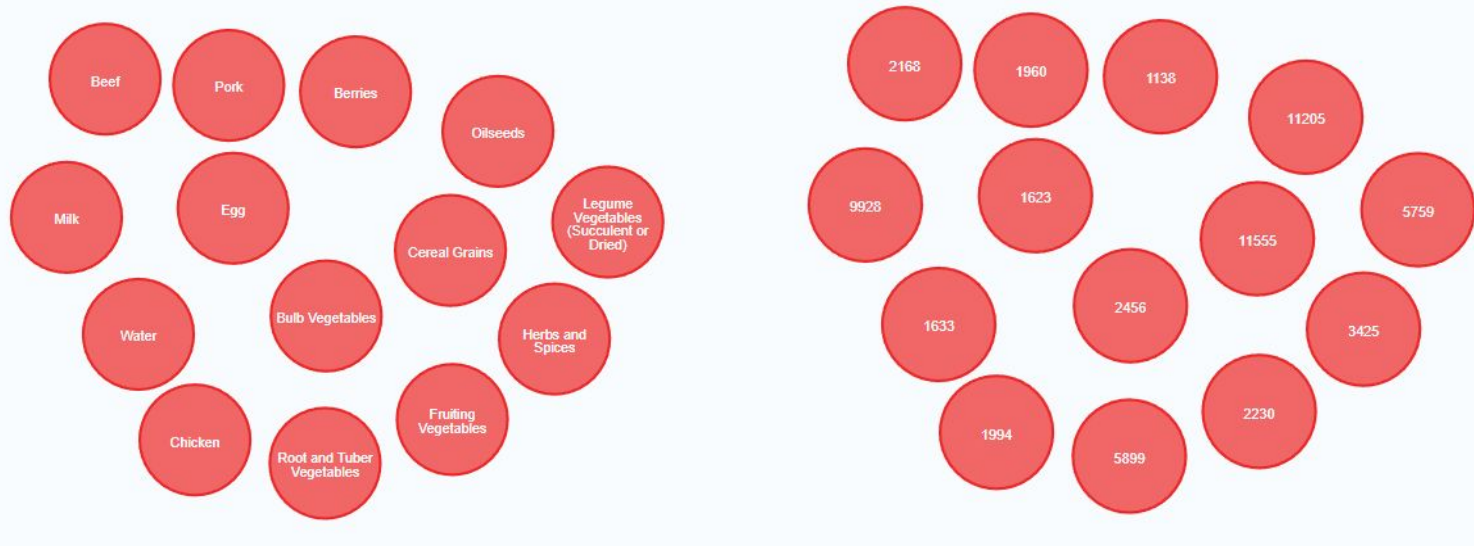 Beef
Pork
Berries
Oilseeds
Milk
Egg
Cereal Grains
Legume
Vegetables
(Succulent or
Dried)
Water
Bulb Vegetables
Herbs and
Spices
Chicken
Root and Tuber
Vegetables
Fruiting
Vegetables
2168
1960
1138
11205
9928
1623
11555
5759
1633
2456
3425
1994
5899
2230